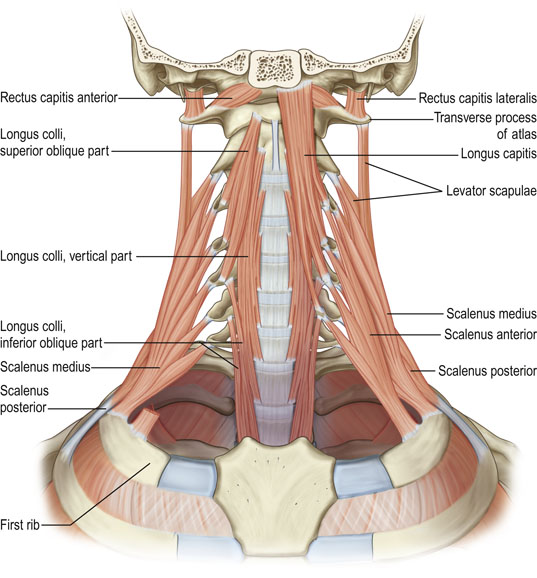 Rectus capitis anterior
Longus colli,
superior oblique part
Longus colli, vertical part
Longus colli,
inferior oblique part
Scalenus medius
Scalenus
posterior
First rib
Rectus capitis lateralis
Transverse process
of atlas
Longus capitis
Levator scapulae
Scalenus medius
Scalenus anterior
Scalenus posterior